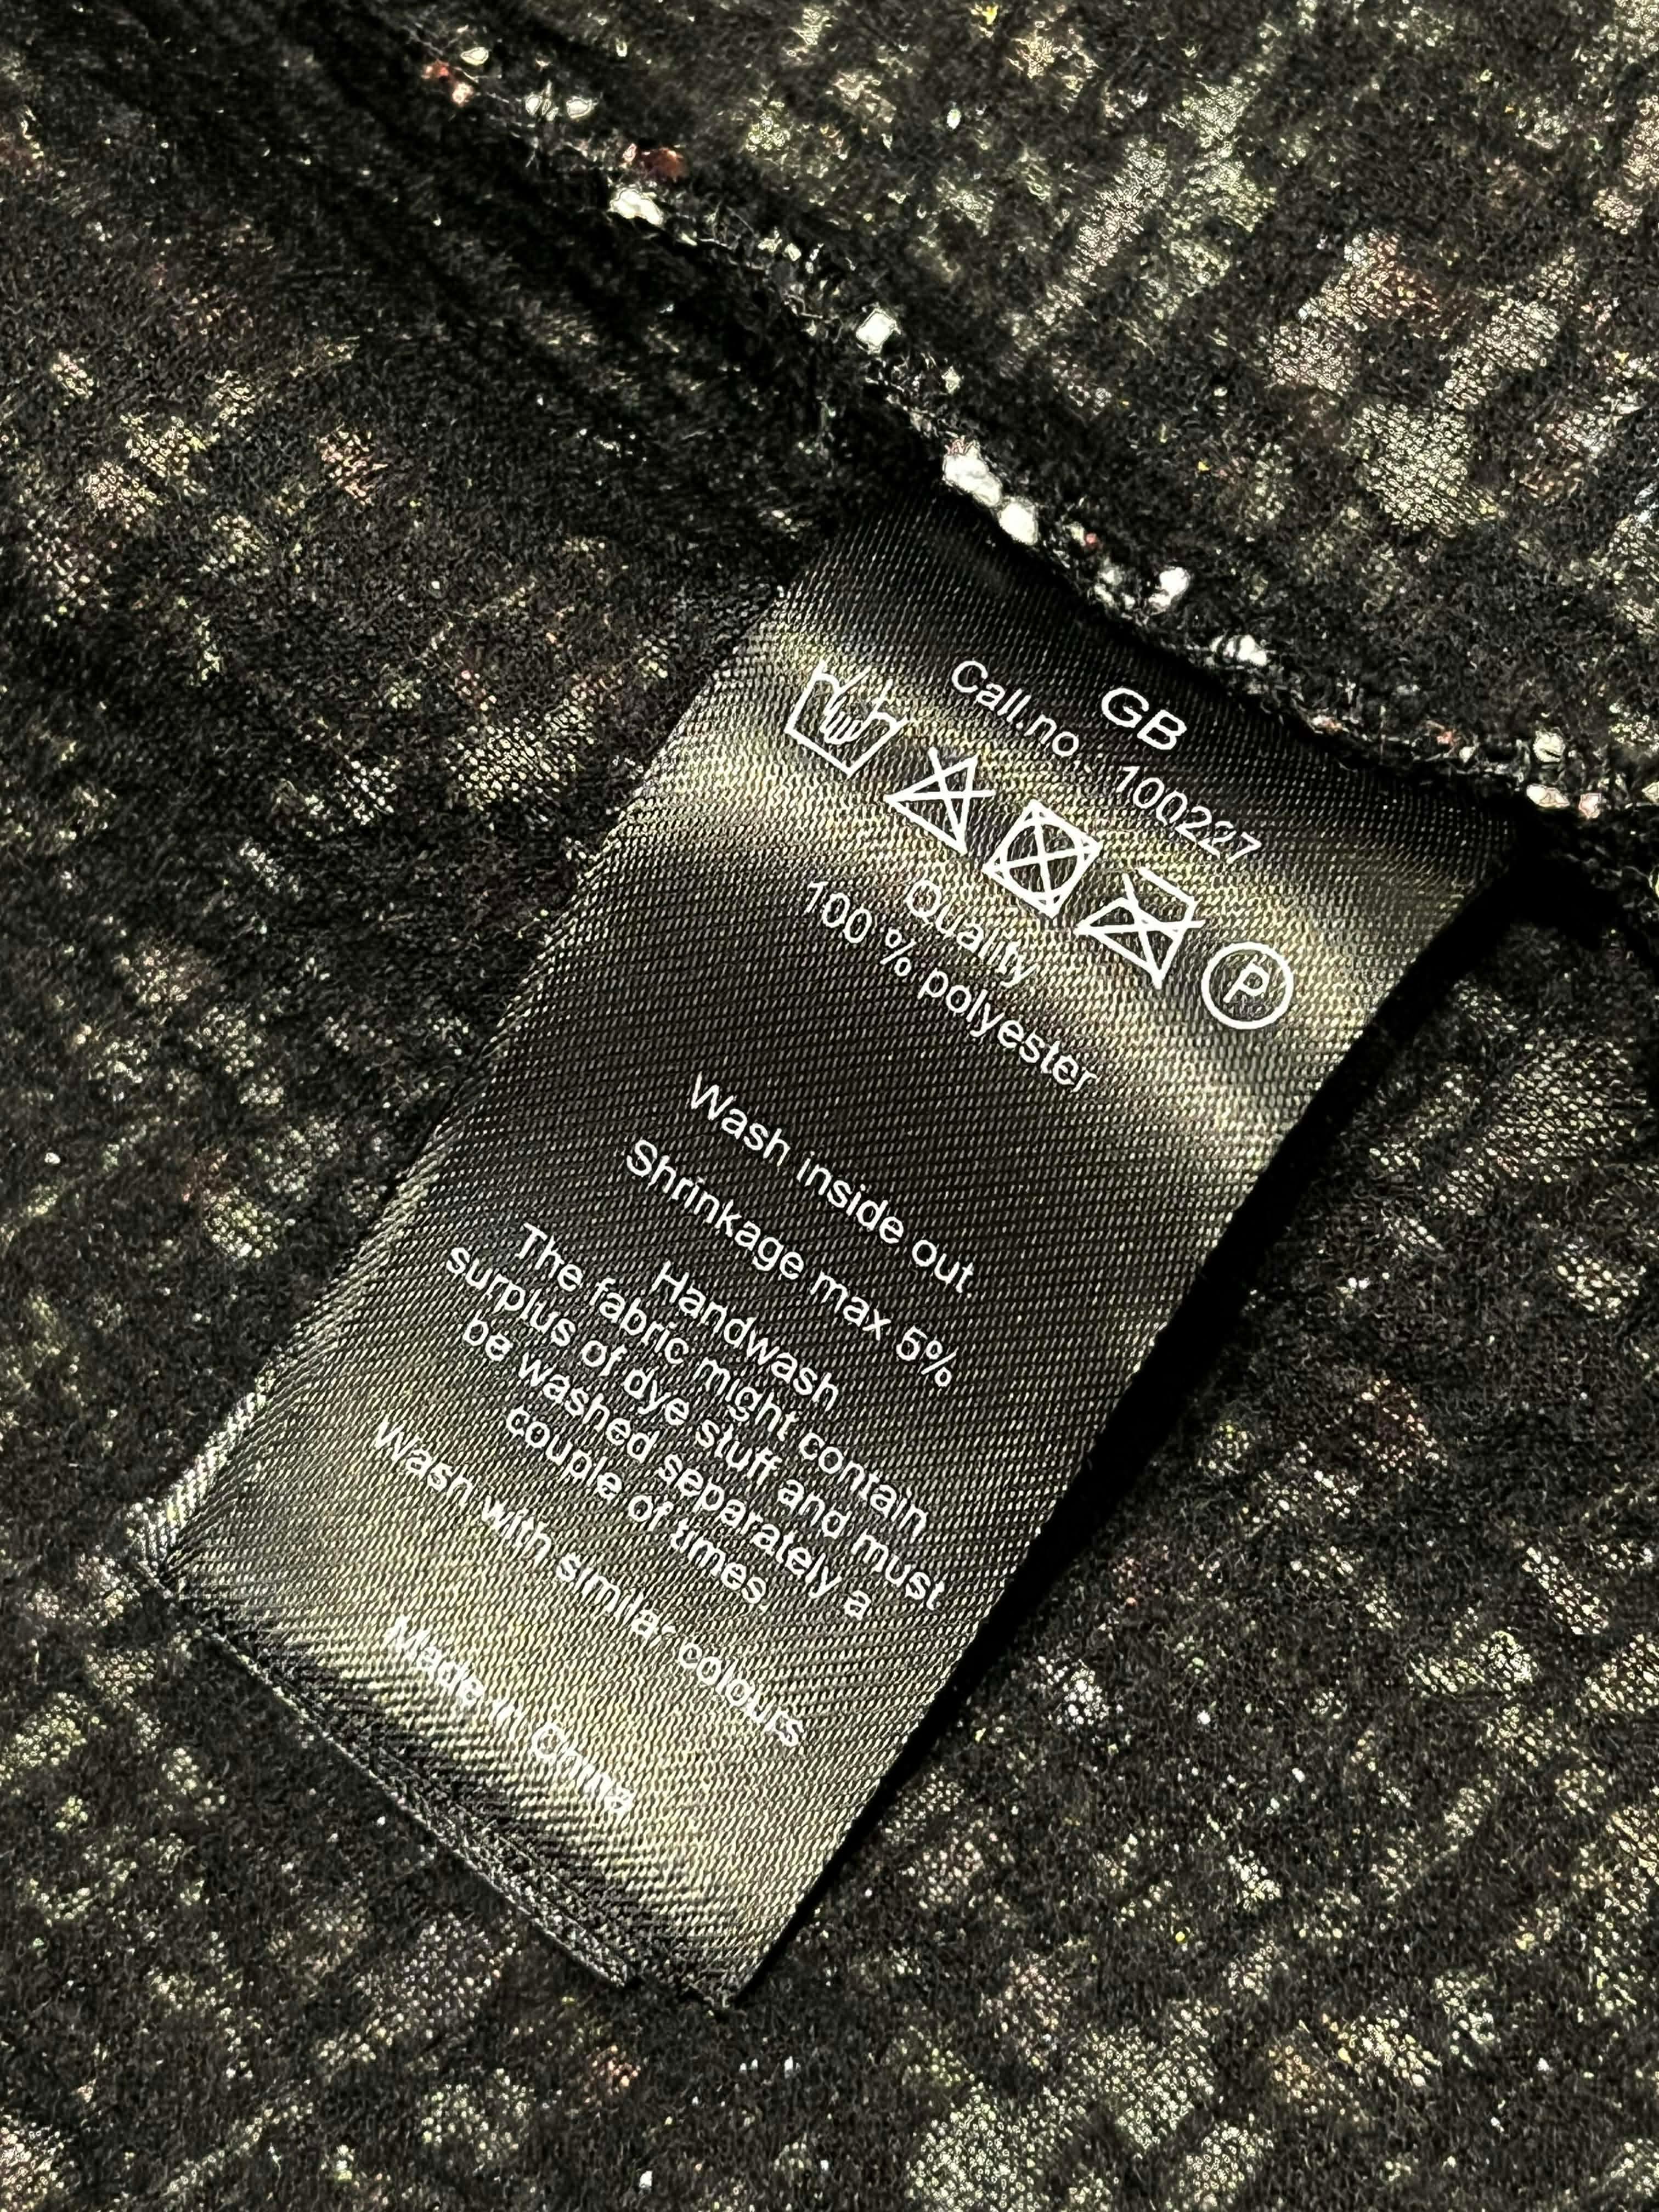 GB
Call.no.: 100227
P
Quality
100 % polyester
Wash inside out.
Shrinkage max 5%
Handwash
The fabric might contain
surplus of dye stuff and must
be washed separately a
couple of times.
Wash with similar colours
Made in China